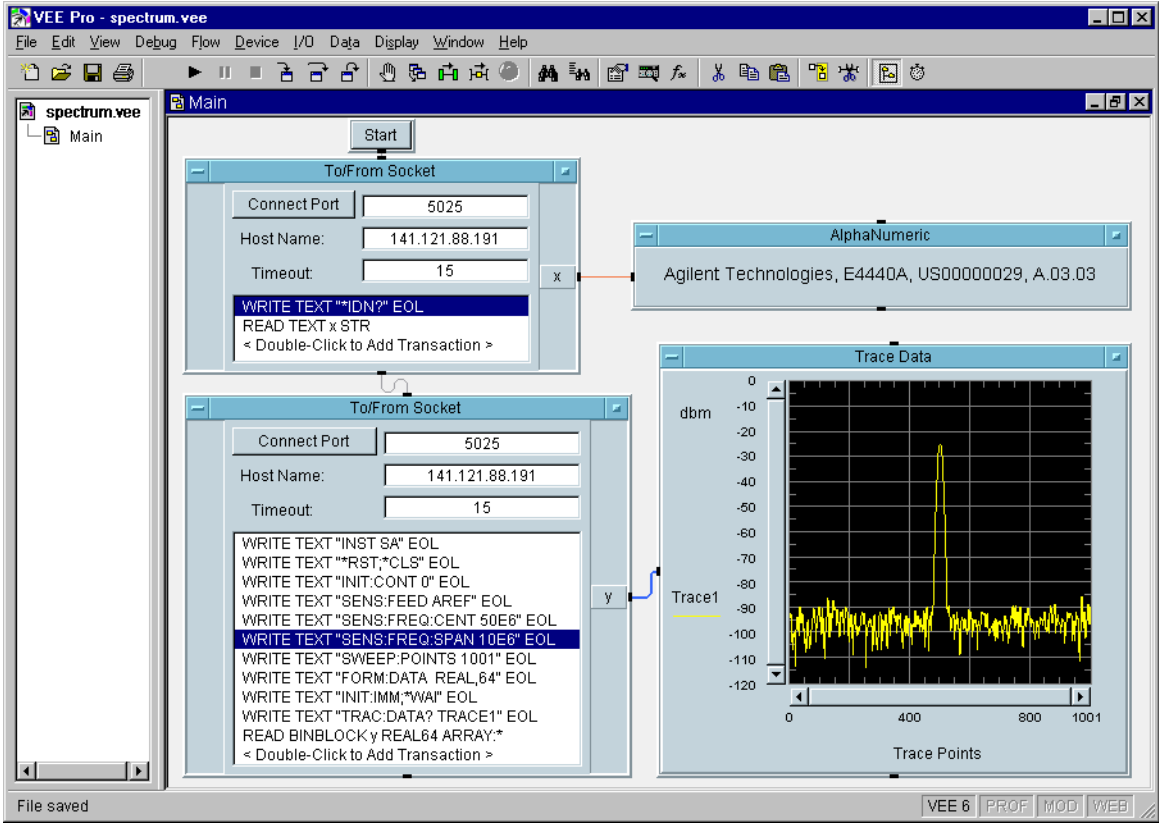 VEE Pro - spectrum.vee
File Edit View Debug Flow Device I/O Data Display Window Help
spectrum.vee
Main
Main
Start
To/From Socket
Connect Port 5025
Host Name: 141.121.88.191
Timeout: 15
x
WRITE TEXT "*IDN?" EOL
READ TEXT x STR
< Double-Click to Add Transaction >
AlphaNumeric
Agilent Technologies, E4440A, US00000029, A.03.03
To/From Socket
Connect Port 5025
Host Name: 141.121.88.191
Timeout: 15
WRITE TEXT "INST SA" EOL
WRITE TEXT "*RST;*CLS" EOL
WRITE TEXT "INIT:CONT 0" EOL
WRITE TEXT "SENS:FEED AREF" EOL
WRITE TEXT "SENS:FREQ:CENT 50E6" EOL
WRITE TEXT "SENS:FREQ:SPAN 10E6" EOL
WRITE TEXT "SWEEP:POINTS 1001" EOL
WRITE TEXT "FORM:DATA  REAL,64" EOL
WRITE TEXT "INIT:IMM;*WAI" EOL
WRITE TEXT "TRAC:DATA? TRACE1" EOL
READ BINBLOCK y REAL64 ARRAY:*
< Double-Click to Add Transaction >
y
Trace Data
dbm
Trace1
0
-10
-20
-30
-40
-50
-60
-70
-80
-90
-100
-110
-120
0 400 800 1001
Trace Points
File saved
VEE 6 PROF MOD WEB